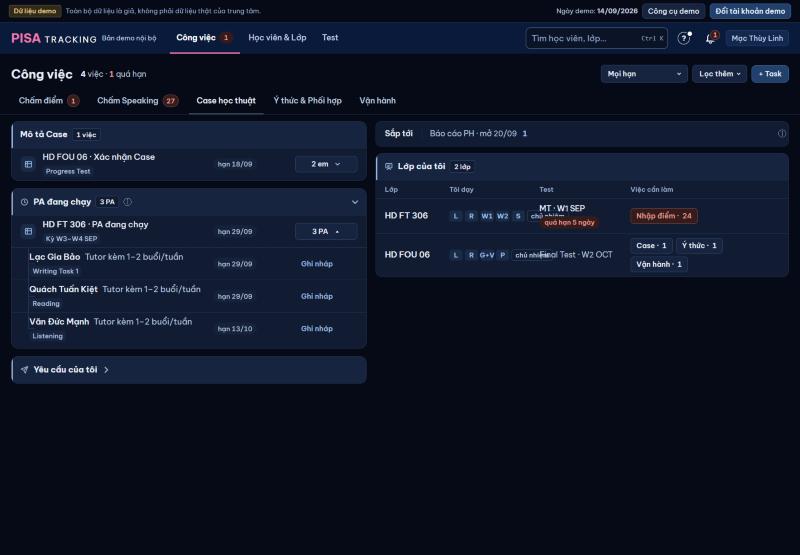 Dữ liệu demo Toàn bộ dữ liệu là giả, không phải dữ liệu thật của trung tâm. Ngày demo: 14/09/2026 Công cụ demo Đổi tài khoản demo
PISA TRACKING Bản demo nội bộ Công việc 1 Học viên & Lớp Test Tìm học viên, lớp... Ctrl K ? 1 Mạc Thùy Linh
Công việc 4 việc · 1 quá hạn Mọi hạn Lọc thêm + Task
Chấm điểm 1 Chấm Speaking 27 Case học thuật Ý thức & Phối hợp Vận hành
Mô tả Case 1 việc
HD FOU 06 · Xác nhận Case
Progress Test
hạn 18/09 2 em
PA đang chạy 3 PA
HD FT 306 · PA đang chạy
Kỳ W3–W4 SEP
hạn 29/09 3 PA
Lạc Gia Bảo Tutor kèm 1–2 buổi/tuần
Writing Task 1
hạn 29/09 Ghi nháp
Quách Tuấn Kiệt Tutor kèm 1–2 buổi/tuần
Reading
hạn 29/09 Ghi nháp
Văn Đức Mạnh Tutor kèm 1–2 buổi/tuần
Listening
hạn 13/10 Ghi nháp
Yêu cầu của tôi
Sắp tới Báo cáo PH · mở 20/09 1
Lớp của tôi 2 lớp
Lớp Tôi dạy Test Việc cần làm
HD FT 306 L R W1 W2 S chủ nhiệm
MT · W1 SEP
quá hạn 5 ngày
Nhập điểm · 24
HD FOU 06 L R G+V P chủ nhiệm Final Test · W2 OCT
Case · 1 Ý thức · 1
Vận hành · 1